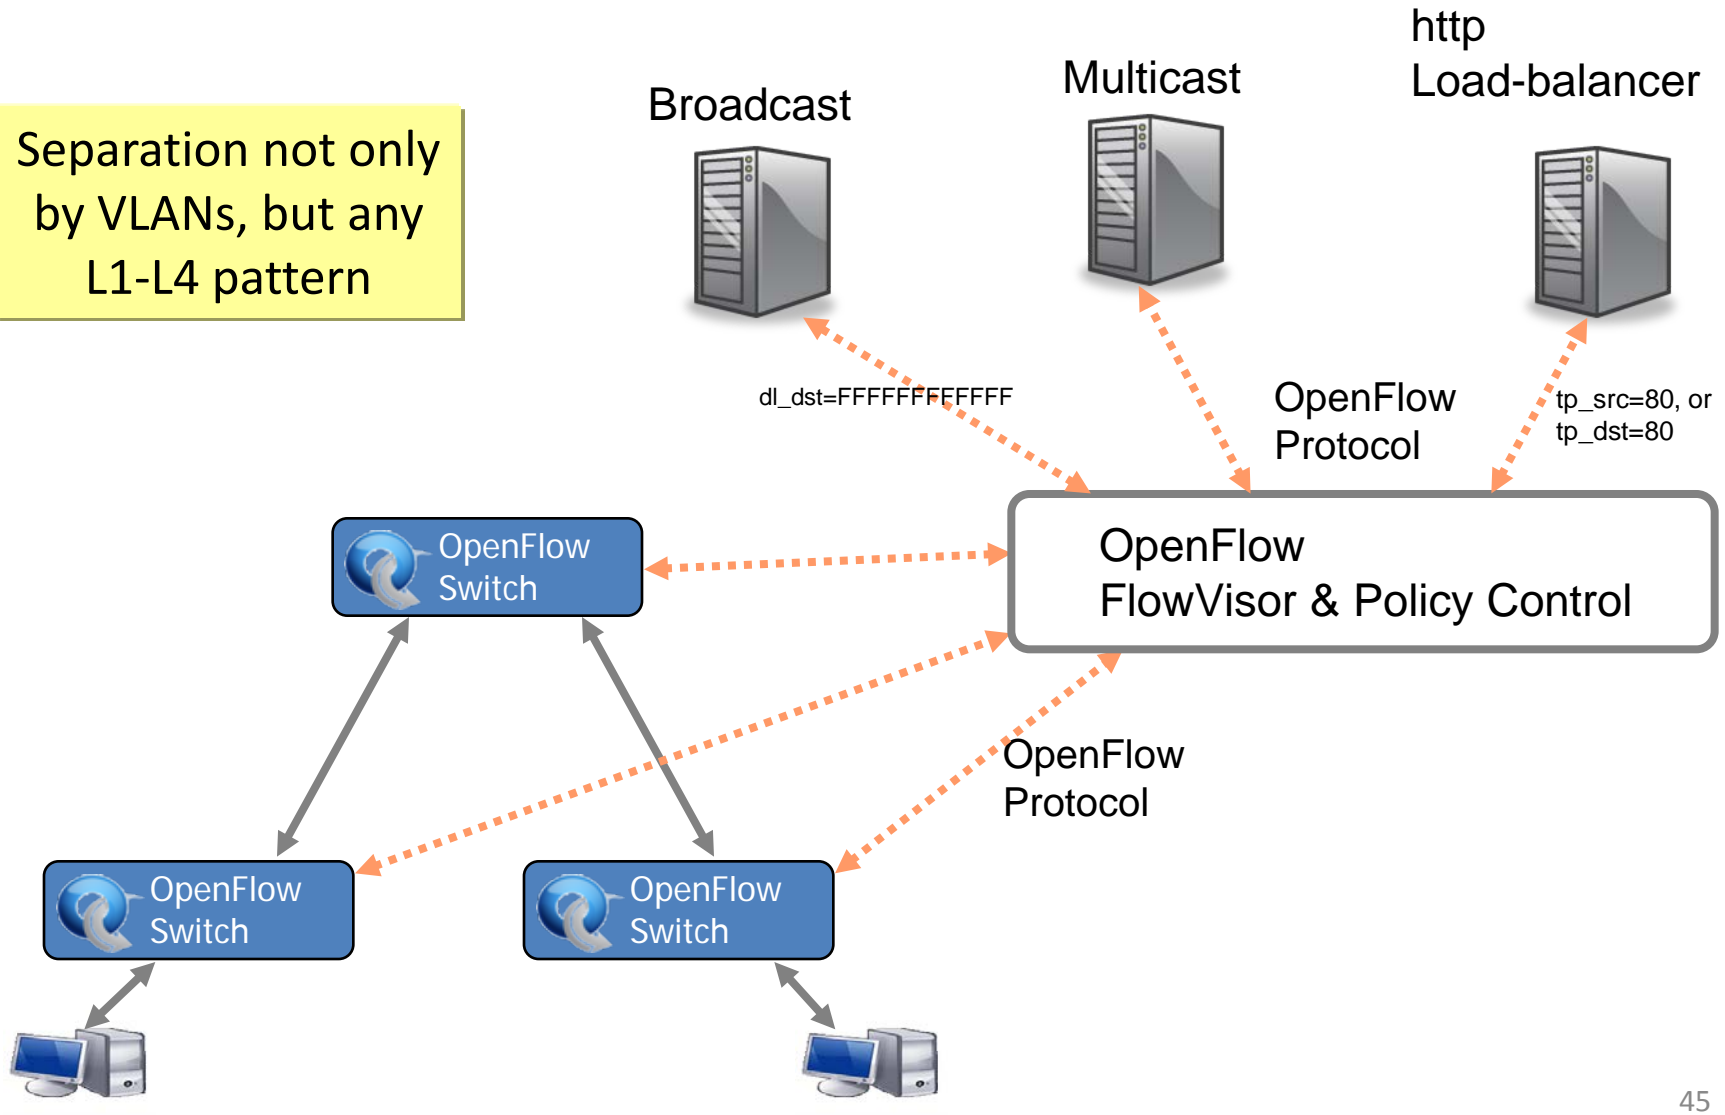 Separation not only
by VLANs, but any
L1-L4 pattern
Broadcast
Multicast
http
Load-balancer
dl_dst=FFFFFFFFFFFF
OpenFlow
Protocol
tp_src=80, or
tp_dst=80
OpenFlow
FlowVisor & Policy Control
OpenFlow
Switch
OpenFlow
Protocol
OpenFlow
Switch
OpenFlow
Switch
45